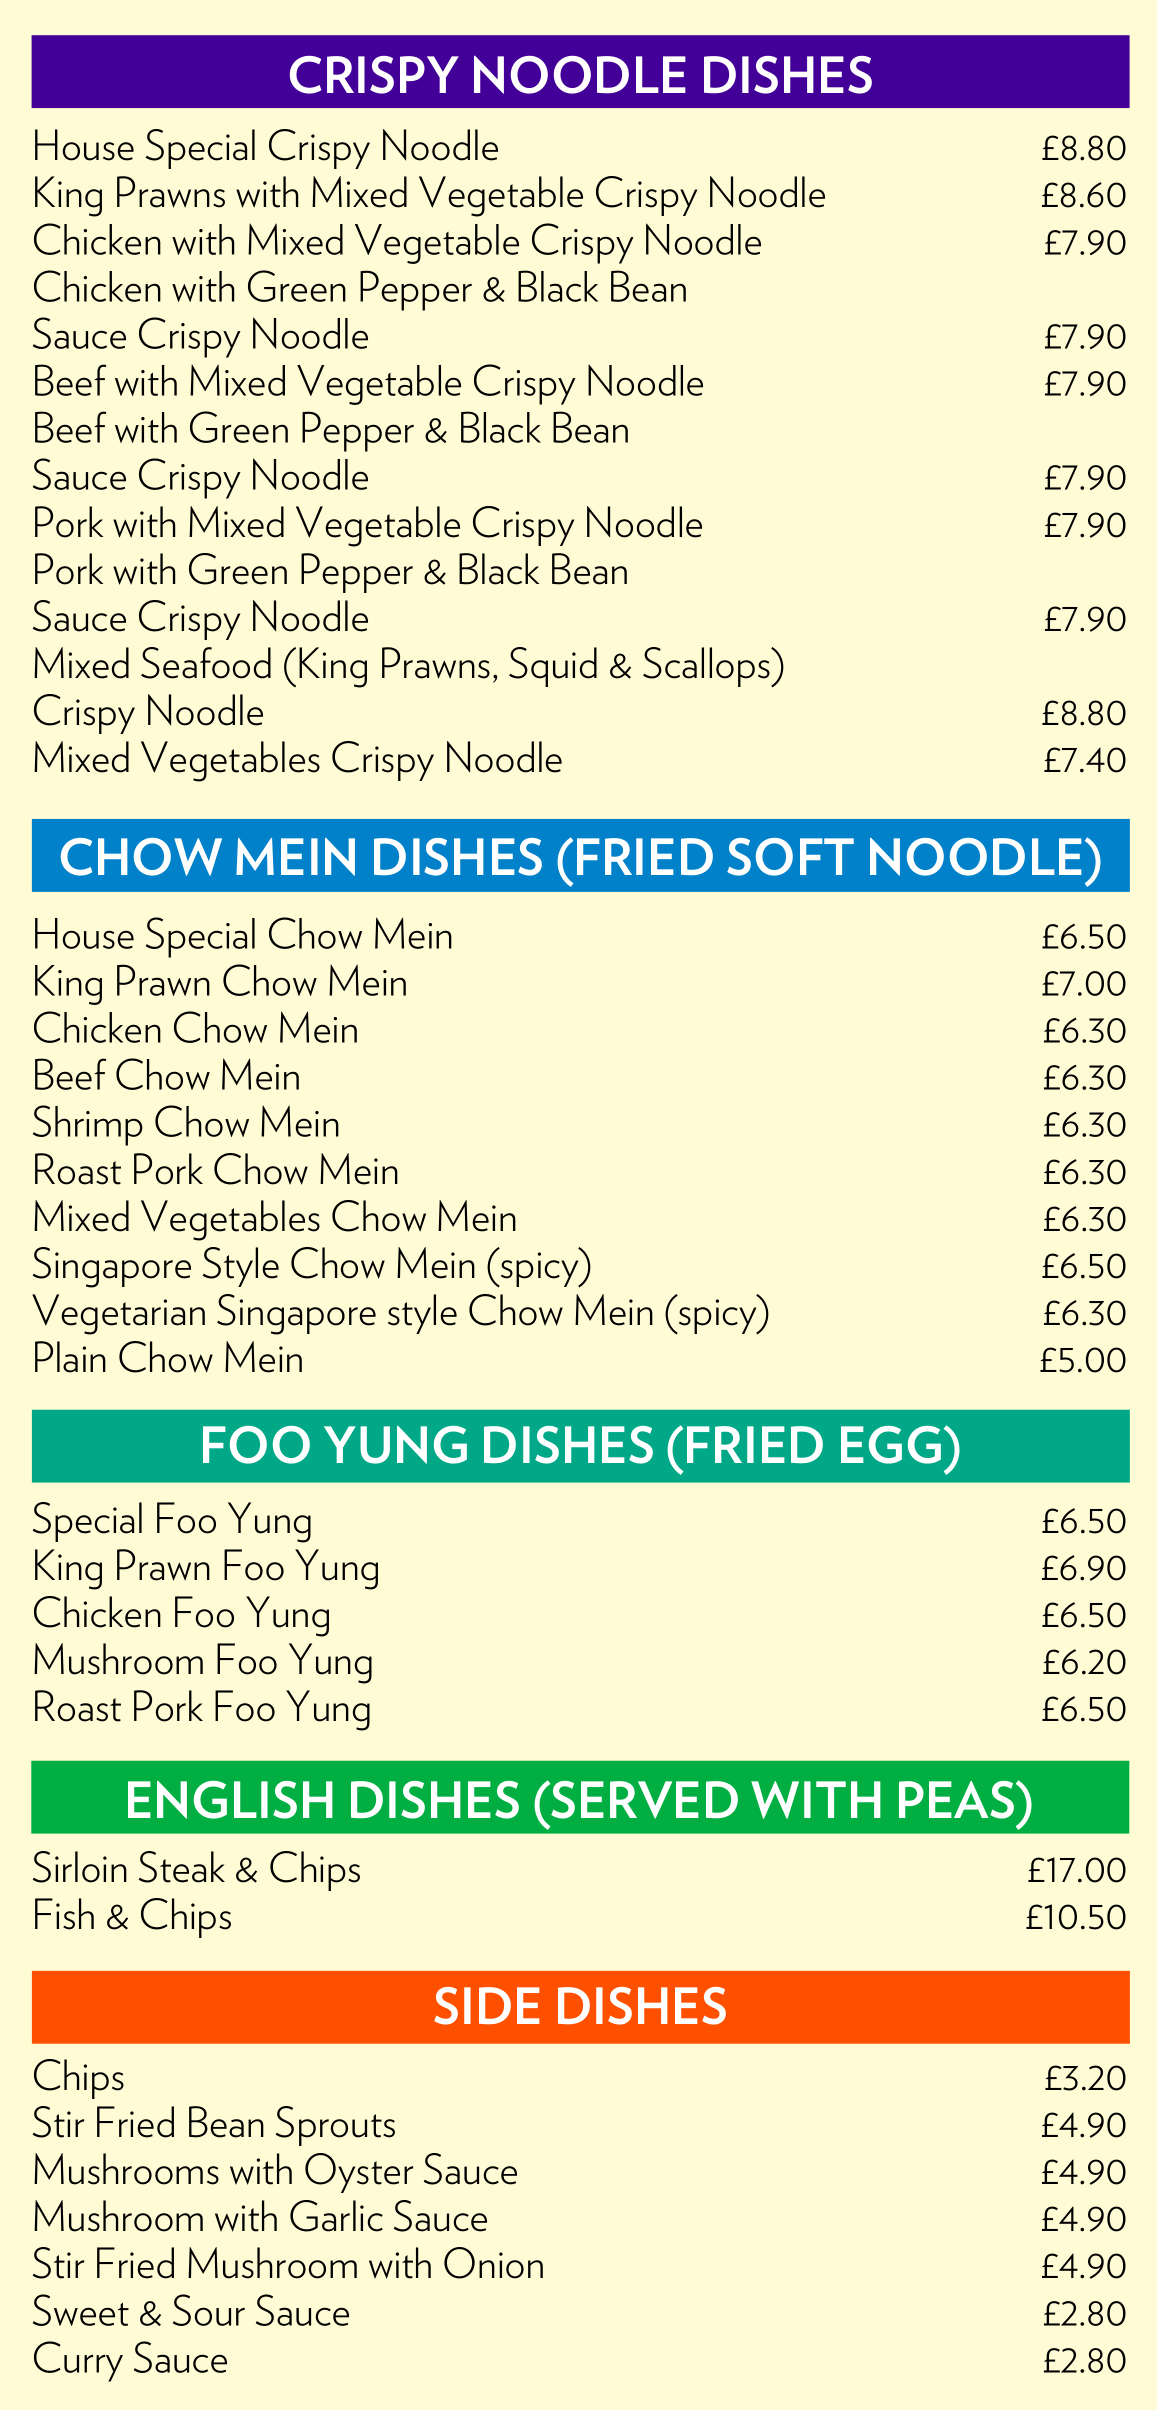 CRISPY NOODLE DISHES
House Special Crispy Noodle £8.80
King Prawns with Mixed Vegetable Crispy Noodle £8.60
Chicken with Mixed Vegetable Crispy Noodle £7.90
Chicken with Green Pepper & Black Bean
Sauce Crispy Noodle £7.90
Beef with Mixed Vegetable Crispy Noodle £7.90
Beef with Green Pepper & Black Bean
Sauce Crispy Noodle £7.90
Pork with Mixed Vegetable Crispy Noodle £7.90
Pork with Green Pepper & Black Bean
Sauce Crispy Noodle £7.90
Mixed Seafood (King Prawns, Squid & Scallops)
Crispy Noodle £8.80
Mixed Vegetables Crispy Noodle £7.40
CHOW MEIN DISHES (FRIED SOFT NOODLE)
House Special Chow Mein £6.50
King Prawn Chow Mein £7.00
Chicken Chow Mein £6.30
Beef Chow Mein £6.30
Shrimp Chow Mein £6.30
Roast Pork Chow Mein £6.30
Mixed Vegetables Chow Mein £6.30
Singapore Style Chow Mein (spicy) £6.50
Vegetarian Singapore style Chow Mein (spicy) £6.30
Plain Chow Mein £5.00
FOO YUNG DISHES (FRIED EGG)
Special Foo Yung £6.50
King Prawn Foo Yung £6.90
Chicken Foo Yung £6.50
Mushroom Foo Yung £6.20
Roast Pork Foo Yung £6.50
ENGLISH DISHES (SERVED WITH PEAS)
Sirloin Steak & Chips £17.00
Fish & Chips £10.50
SIDE DISHES
Chips £3.20
Stir Fried Bean Sprouts £4.90
Mushrooms with Oyster Sauce £4.90
Mushroom with Garlic Sauce £4.90
Stir Fried Mushroom with Onion £4.90
Sweet & Sour Sauce £2.80
Curry Sauce £2.80